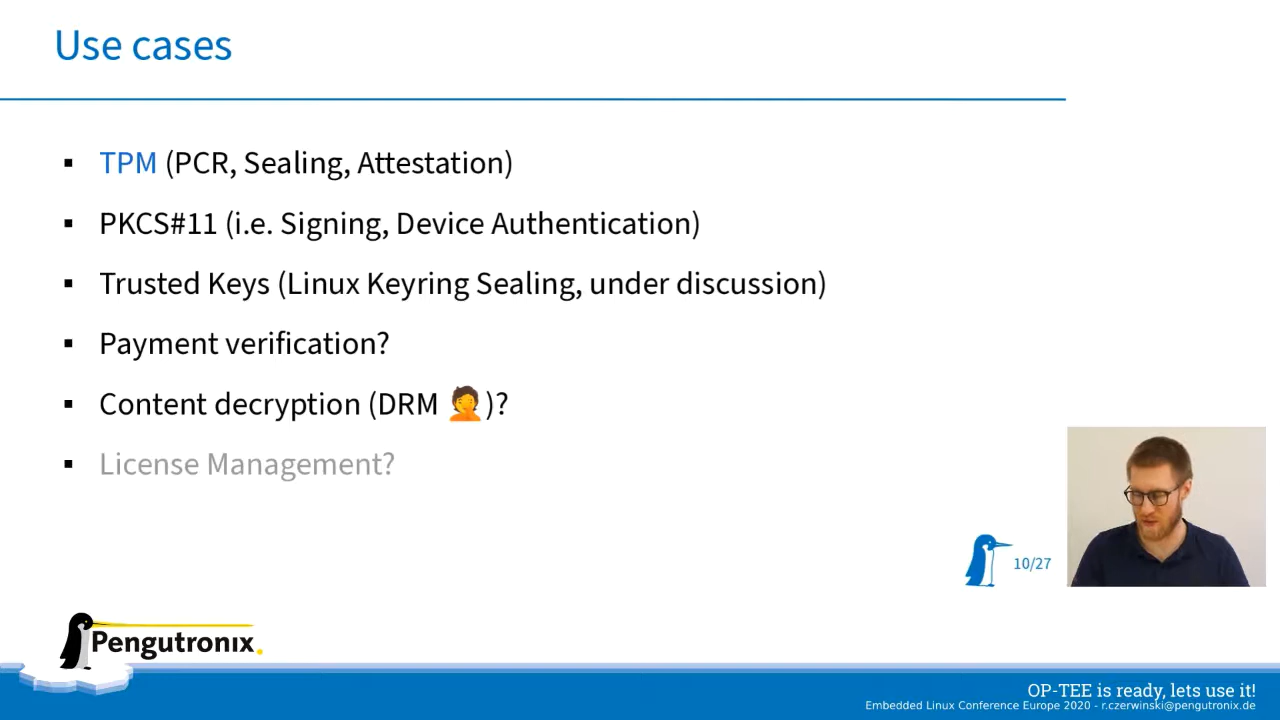 Use cases
TPM (PCR, Sealing, Attestation)
PKCS#11 (i.e. Signing, Device Authentication)
Trusted Keys (Linux Keyring Sealing, under discussion)
Payment verification?
Content decryption (DRM 🤦)?
License Management?
10/27
Pengutronix
OP-TEE is ready, lets use it!
Embedded Linux Conference Europe 2020 - r.czerwinski@pengutronix.de